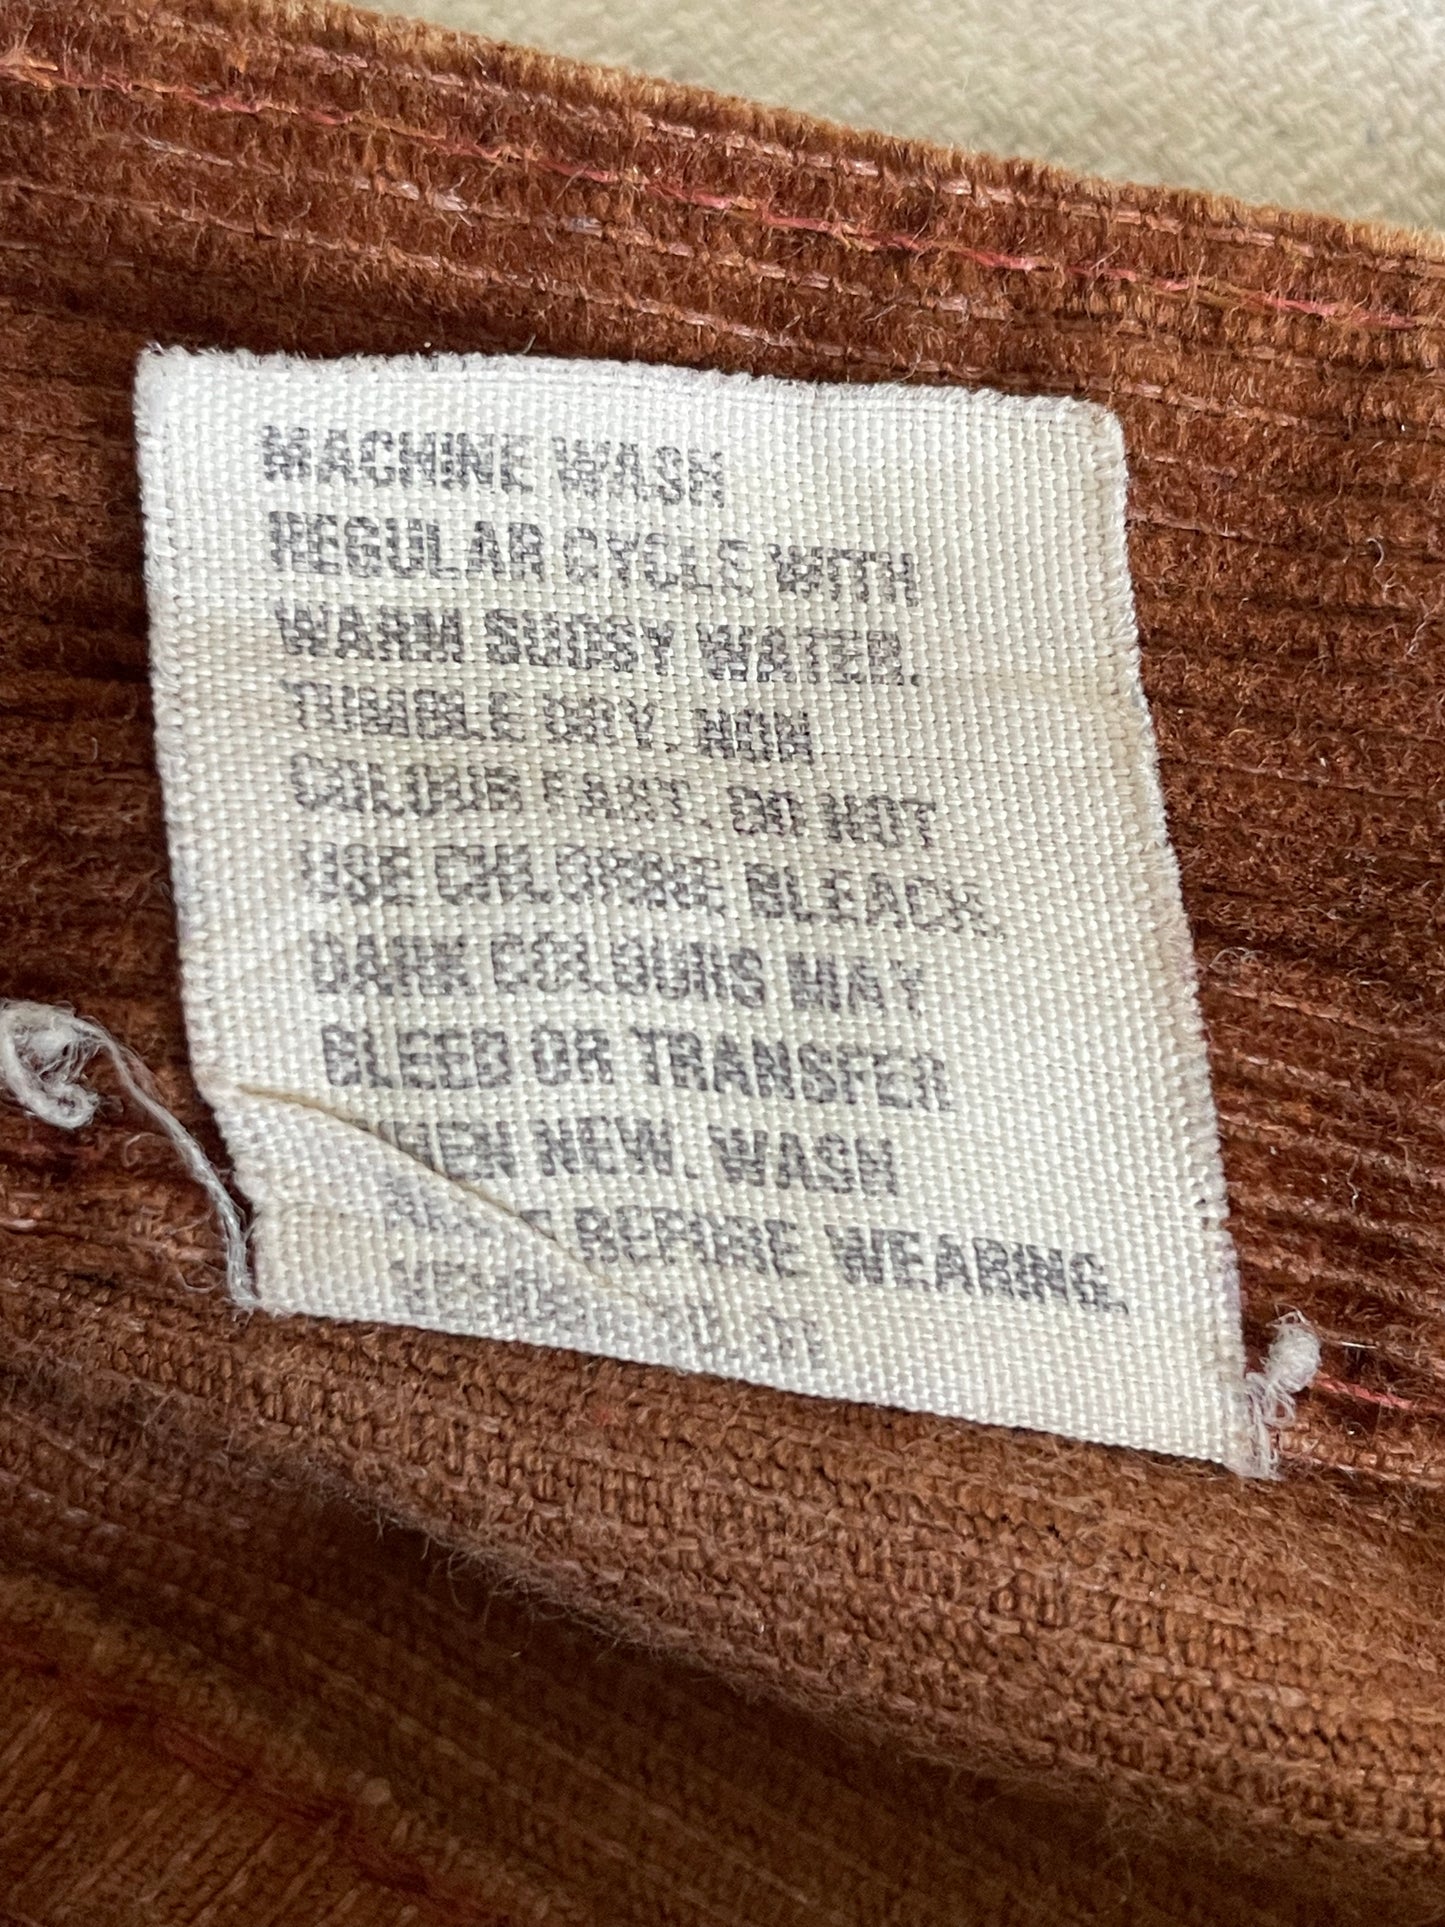 MACHINE WASH
REGULAR CYCLE WITH
WARM SUDSY WATER.
TUMBLE DRY. NON
COLOUR FAST. DO NOT
USE CHLORINE BLEACH.
DARK COLOURS MAY
BLEED OR TRANSFER
WHEN NEW. WASH
BEFORE WEARING.